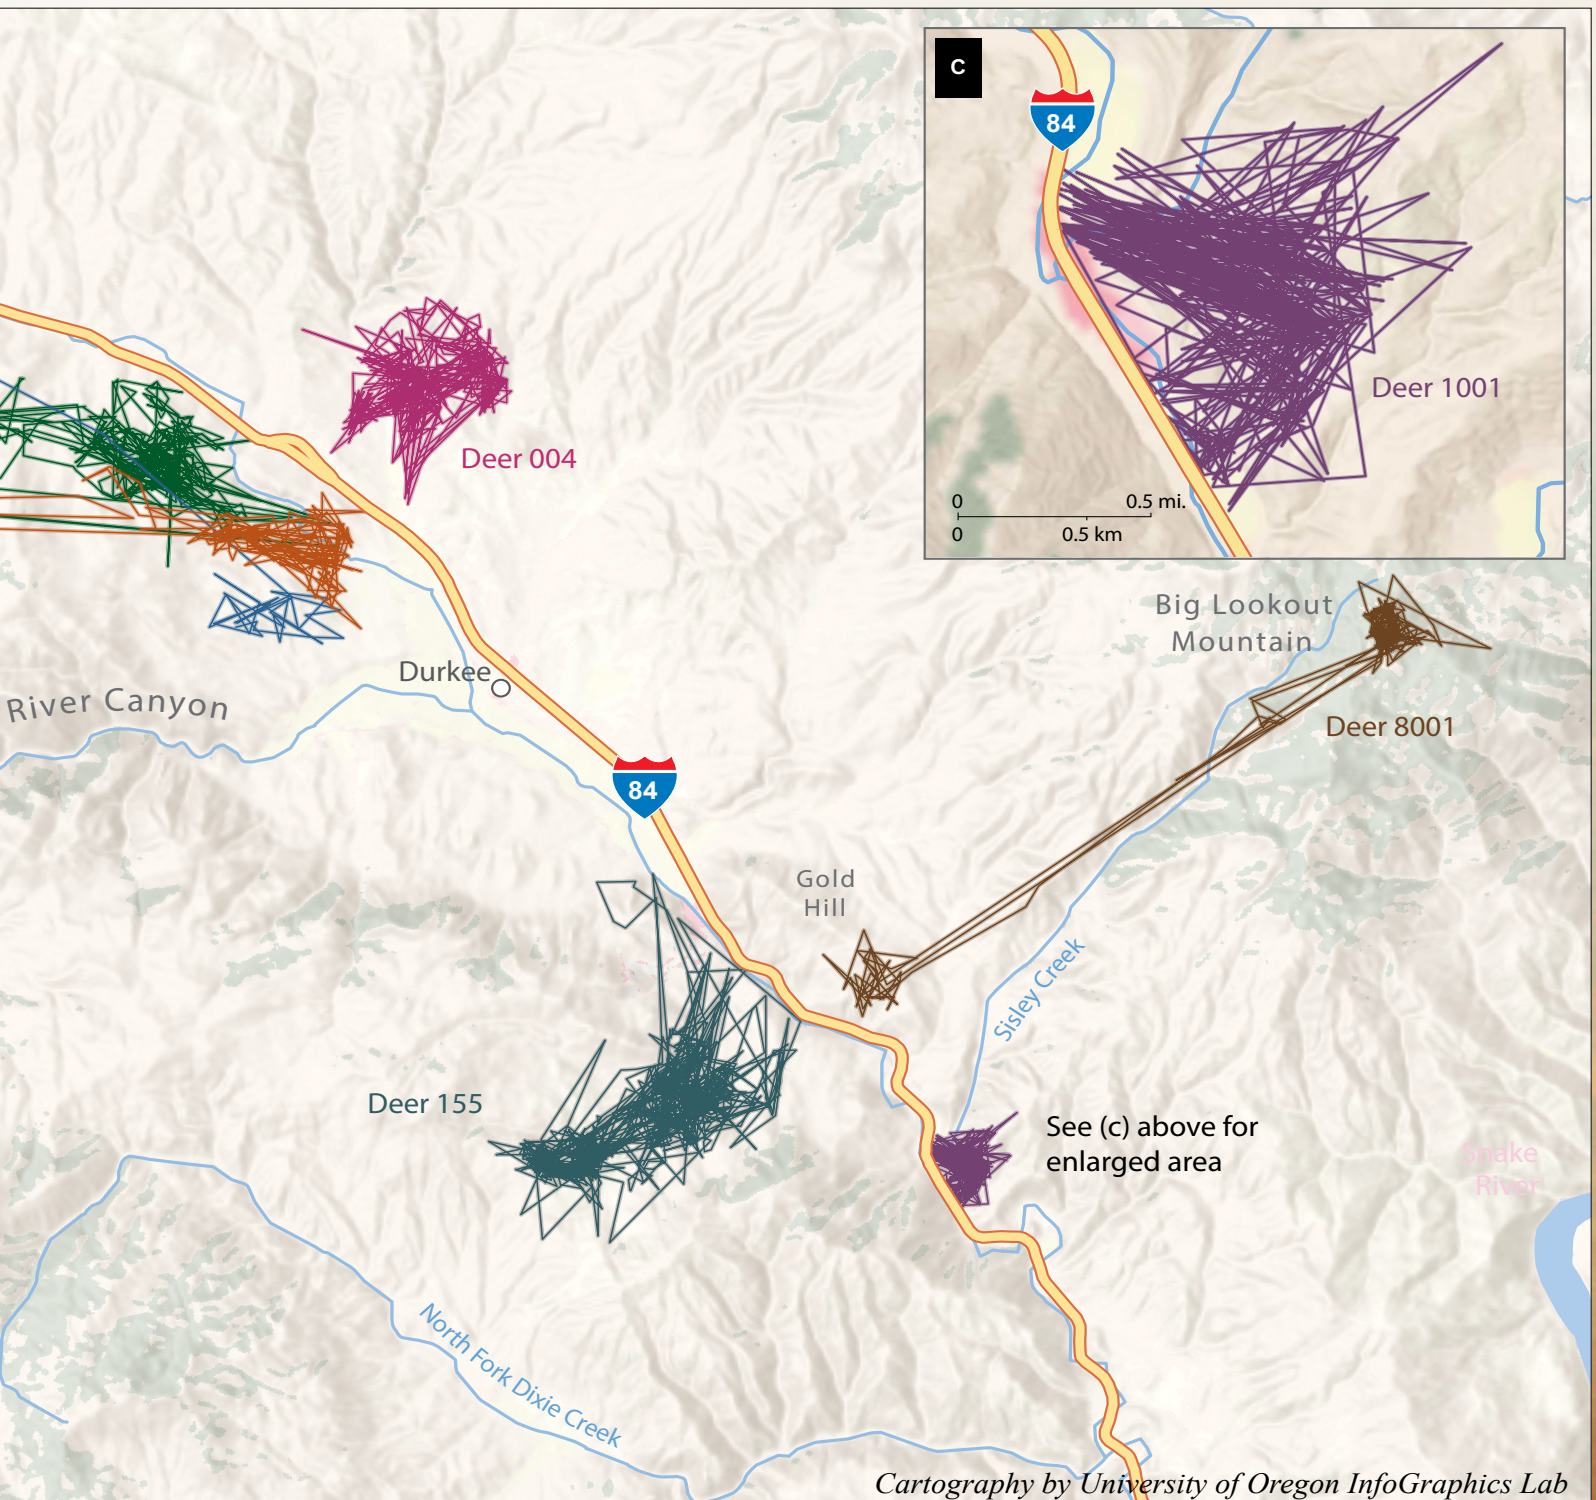 C
84
Deer 1001
0 0.5 mi.
0 0.5 km
Deer 004
Big Lookout
Mountain
Durkee
River Canyon
Deer 8001
84
Gold
Hill
Sisley Creek
Deer 155
See (c) above for
enlarged area
Snake
River
North Fork Dixie Creek
Cartography by University of Oregon InfoGraphics Lab